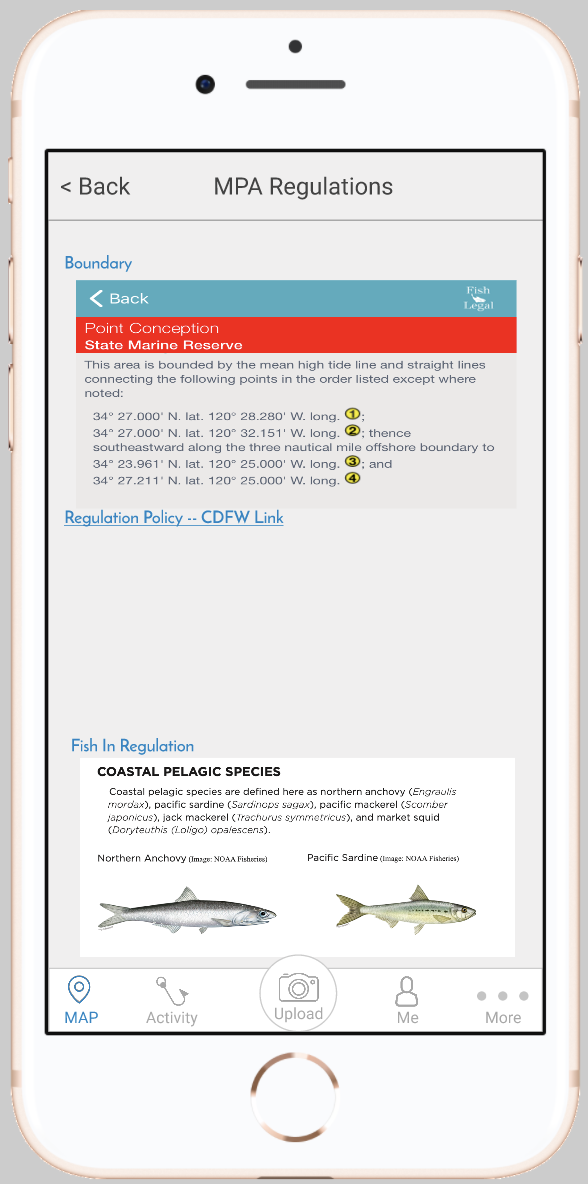 < Back MPA Regulations
Boundary
Back
Fish
Legal
Point Conception
State Marine Reserve
This area is bounded by the mean high tide line and straight lines
connecting the following points in the order listed except where
noted:
34° 27.000' N. lat. 120° 28.280' W. long. 1;
34° 27.000' N. lat. 120° 32.151' W. long. 2; thence
southeastward along the three nautical mile offshore boundary to
34° 23.961' N. lat. 120° 25.000' W. long. 3; and
34° 27.211' N. lat. 120° 25.000' W. long. 4
Regulation Policy -- CDFW Link
Fish In Regulation
COASTAL PELAGIC SPECIES
Coastal pelagic species are defined here as northern anchovy (Engraulis
mordax), pacific sardine (Sardinops sagax), pacific mackerel (Scomber
japonicus), jack mackerel (Trachurus symmetricus), and market squid
(Doryteuthis (Loligo) opalescens).
Northern Anchovy (Image: NOAA Fisheries)
Pacific Sardine (Image: NOAA Fisheries)
MAP
Activity
Upload
Me
More